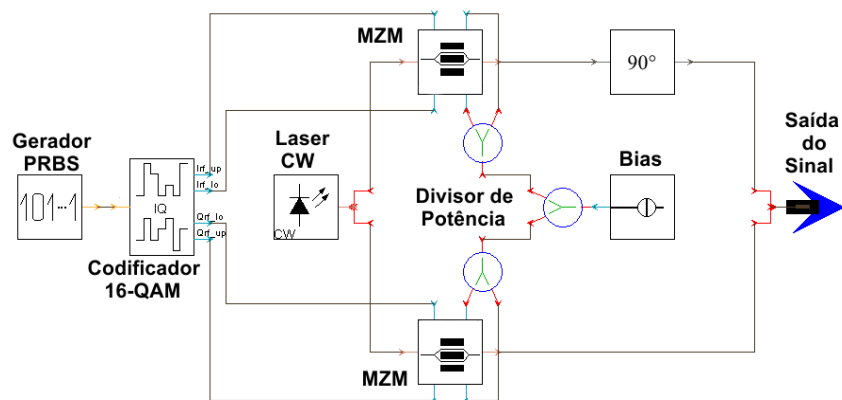 MZM
90°
Gerador
PRBS
101...1
Irf_up
Irf_lo
IQ
Qrf_lo
Qrf_up
Codificador
16-QAM
Laser
CW
CW
Divisor de
Potência
Bias
Saída
do
Sinal
MZM